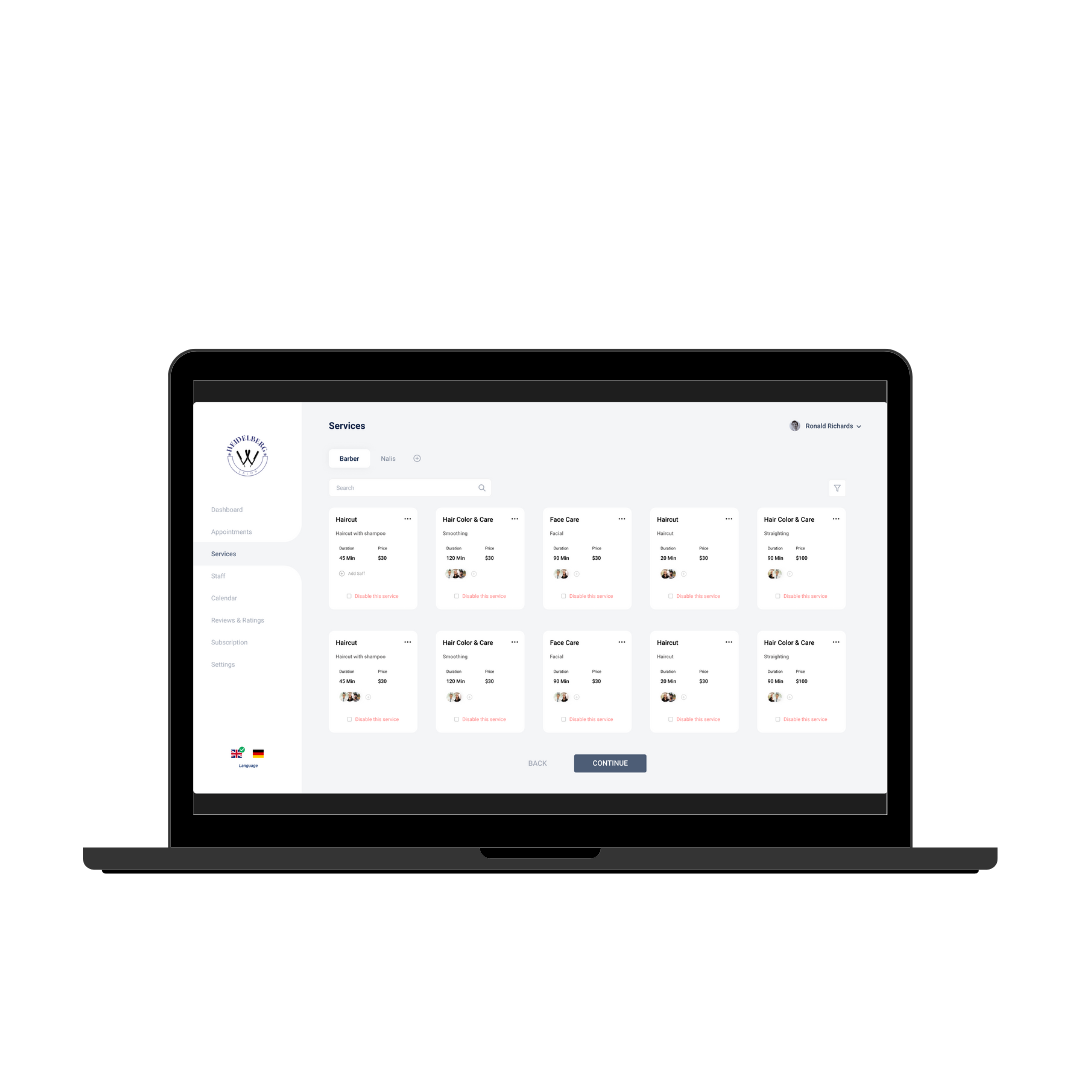 HEIDELBERG
Services
Ronald Richards
Barber
Nalis
Search
Dashboard
Appointments
Services
Staff
Calendar
Reviews & Ratings
Subscription
Settings
Language
Haircut
Haircut with shampoo
Duration Price
45 Min $30
Add staff
Disable this service
Hair Color & Care
Smoothing
Duration Price
120 Min $30
Disable this service
Face Care
Facial
Duration Price
90 Min $30
Disable this service
Haircut
Haircut
Duration Price
20 Min $30
Disable this service
Hair Color & Care
Straighting
Duration Price
90 Min $100
Disable this service
Haircut
Haircut with shampoo
Duration Price
45 Min $30
Disable this service
Hair Color & Care
Smoothing
Duration Price
120 Min $30
Disable this service
Face Care
Facial
Duration Price
90 Min $30
Disable this service
Haircut
Haircut
Duration Price
20 Min $30
Disable this service
Hair Color & Care
Straighting
Duration Price
90 Min $100
Disable this service
BACK
CONTINUE